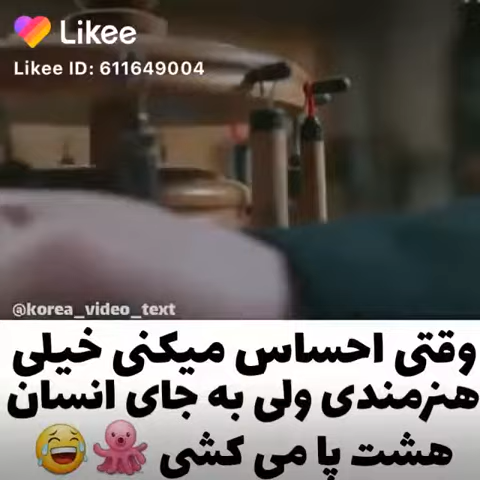 Likee
Likee ID: 611649004
@korea_video_text
وقتی احساس میکنی خیلی
هنرمندی ولی به جای انسان
هشت پا می کشی 🐙😂